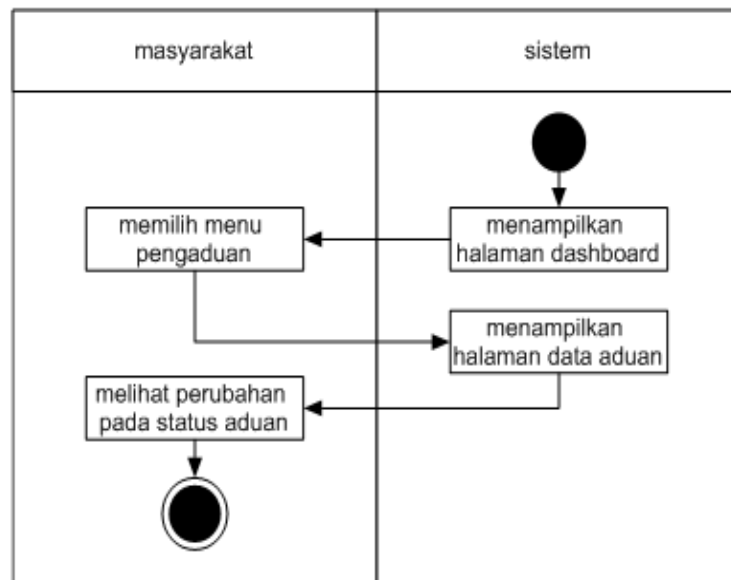 masyarakat
sistem
memilih menu
pengaduan
menampilkan
halaman dashboard
menampilkan
halaman data aduan
melihat perubahan
pada status aduan